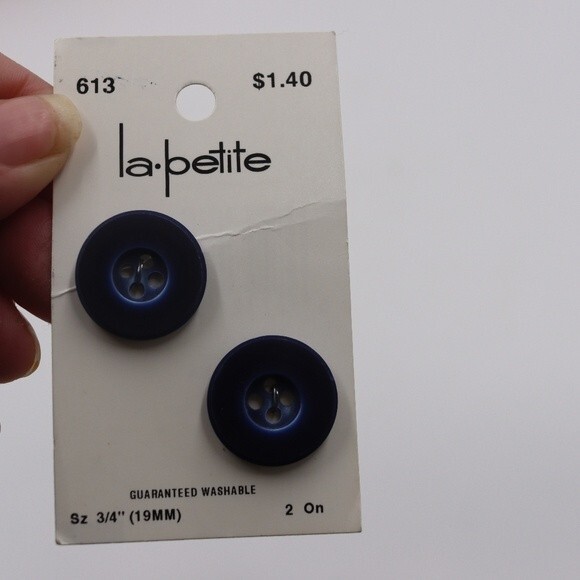 613 $1.40
la·petite
GUARANTEED WASHABLE
Sz 3/4" (19MM) 2 On